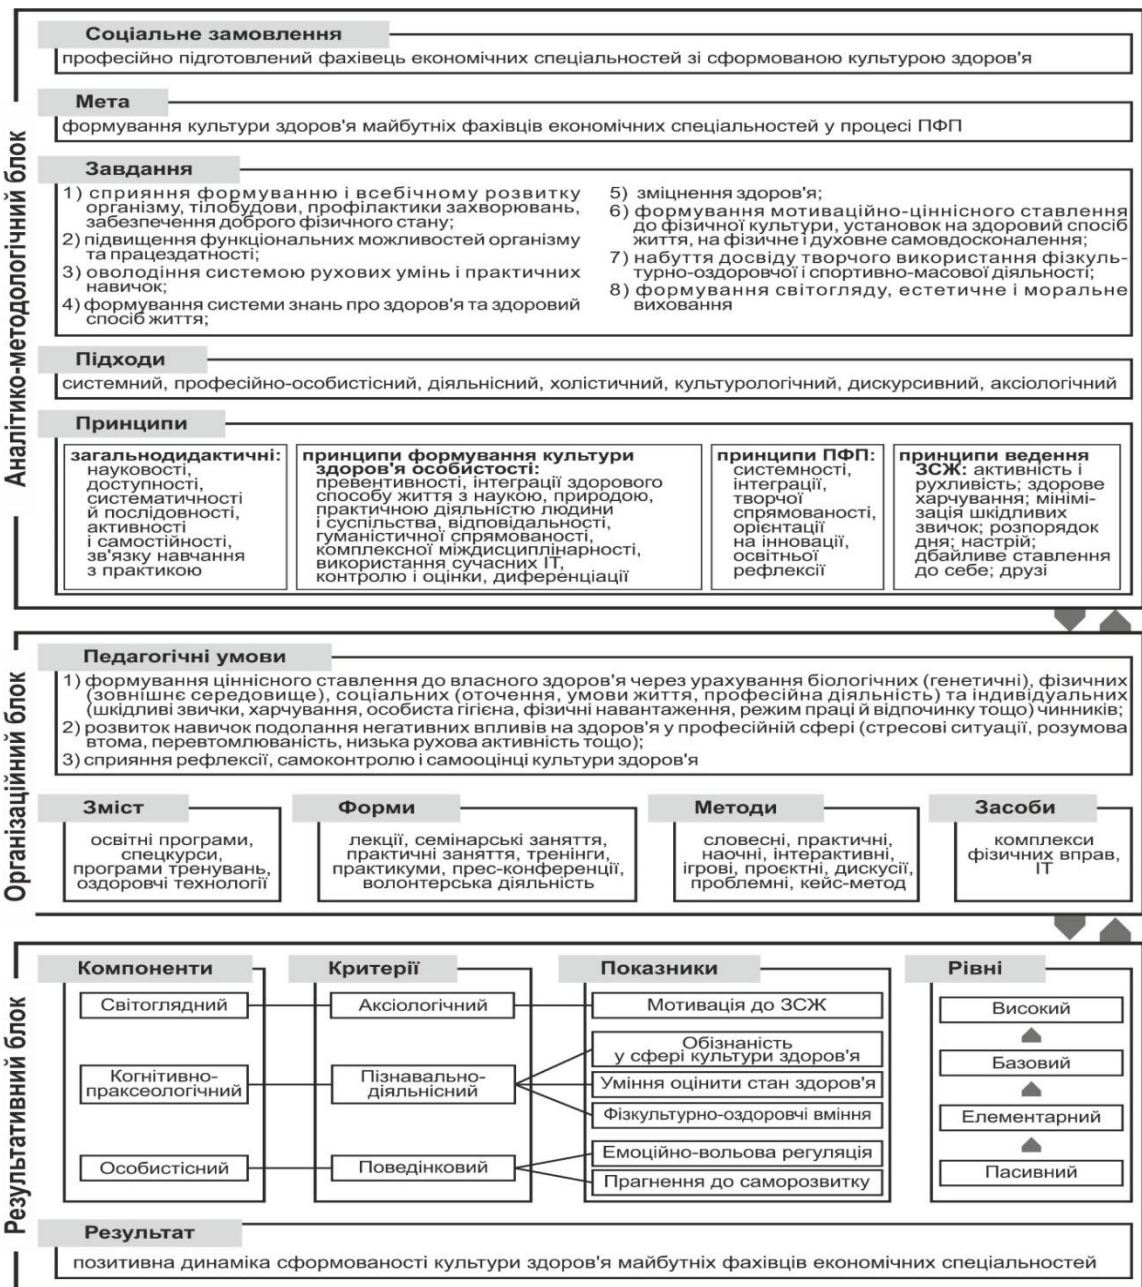 Аналітико-методологічний блок
Соціальне замовлення
професійно підготовлений фахівець економічних спеціальностей зі сформованою культурою здоров'я
Мета
формування культури здоров'я майбутніх фахівців економічних спеціальностей у процесі ПФП
Завдання
1) сприяння формуванню і всебічному розвитку
організму, тілобудови, профілактики захворювань,
забезпечення доброго фізичного стану;
2) підвищення функціональних можливостей організму
та працездатності;
3) оволодіння системою рухових умінь і практичних
навичок;
4) формування системи знань про здоров'я та здоровий
спосіб життя;
5) зміцнення здоров'я;
6) формування мотиваційно-ціннісного ставлення
до фізичної культури, установок на здоровий спосіб
життя, на фізичне і духовне самовдосконалення;
7) набуття досвіду творчого використання фізкуль-
турно-оздоровчої і спортивно-масової діяльності;
8) формування світогляду, естетичне і моральне
виховання
Підходи
системний, професійно-особистісний, діяльнісний, холістичний, культурологічний, дискурсивний, аксіологічний
Принципи
загальнодидактичні:
науковості,
доступності,
систематичності
й послідовності,
активності
і самостійності,
зв'язку навчання
з практикою
принципи формування культури
здоров'я особистості:
превентивності, інтеграції здорового
способу життя з наукою, природою,
практичною діяльністю людини
і суспільства, відповідальності,
гуманістичної спрямованості,
комплексної міждисциплінарності,
використання сучасних ІТ,
контролю і оцінки, диференціації
принципи ПФП:
системності,
інтеграції,
творчої
спрямованості,
орієнтації
на інновації,
освітньої
рефлексії
принципи ведення
ЗСЖ: активність і
рухливість; здорове
харчування; мінімі-
зація шкідливих
звичок; розпорядок
дня; настрій;
дбайливе ставлення
до себе; друзі
Організаційний блок
Педагогічні умови
1) формування ціннісного ставлення до власного здоров'я через урахування біологічних (генетичні), фізичних
(зовнішнє середовище), соціальних (оточення, умови життя, професійна діяльність) та індивідуальних
(шкідливі звички, харчування, особиста гігієна, фізичні навантаження, режим праці й відпочинку тощо) чинників;
2) розвиток навичок подолання негативних впливів на здоров'я у професійній сфері (стресові ситуації, розумова
втома, перевтомлюваність, низька рухова активність тощо);
3) сприяння рефлексії, самоконтролю і самооцінці культури здоров'я
Зміст
освітні програми,
спецкурси,
програми тренувань,
оздоровчі технології
Форми
лекції, семінарські заняття,
практичні заняття, тренінги,
практикуми, прес-конференції,
волонтерська діяльність
Методи
словесні, практичні,
наочні, інтерактивні,
ігрові, проєктні, дискусії,
проблемні, кейс-метод
Засоби
комплекси
фізичних вправ,
ІТ
Результативний блок
Компоненти
Критерії
Показники
Рівні
Світоглядний
Аксіологічний
Мотивація до ЗСЖ
Високий
Когнітивно-
праксеологічний
Пізнавально-
діяльнісний
Обізнаність
у сфері культури здоров'я
Уміння оцінити стан здоров'я
Фізкультурно-оздоровчі вміння
Базовий
Елементарний
Особистісний
Поведінковий
Емоційно-вольова регуляція
Прагнення до саморозвитку
Пасивний
Результат
позитивна динаміка сформованості культури здоров'я майбутніх фахівців економічних спеціальностей